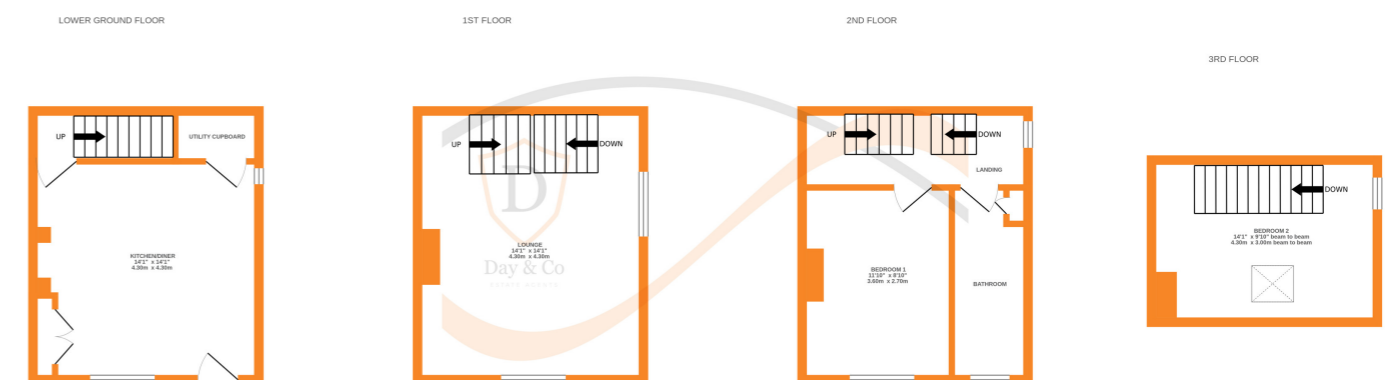 LOWER GROUND FLOOR
1ST FLOOR
2ND FLOOR
3RD FLOOR
UP
UTILITY CUPBOARD
KITCHEN/DINER
14'1" x 14'1"
4.30m x 4.30m
UP
DOWN
D
LOUNGE
14'1" x 14'1"
4.30m x 4.30m
Day & Co
ESTATE AGENTS
UP
DOWN
LANDING
BEDROOM 1
11'10" x 8'10"
3.60m x 2.70m
BATHROOM
DOWN
BEDROOM 2
14'1" x 9'10" beam to beam
4.30m x 3.00m beam to beam